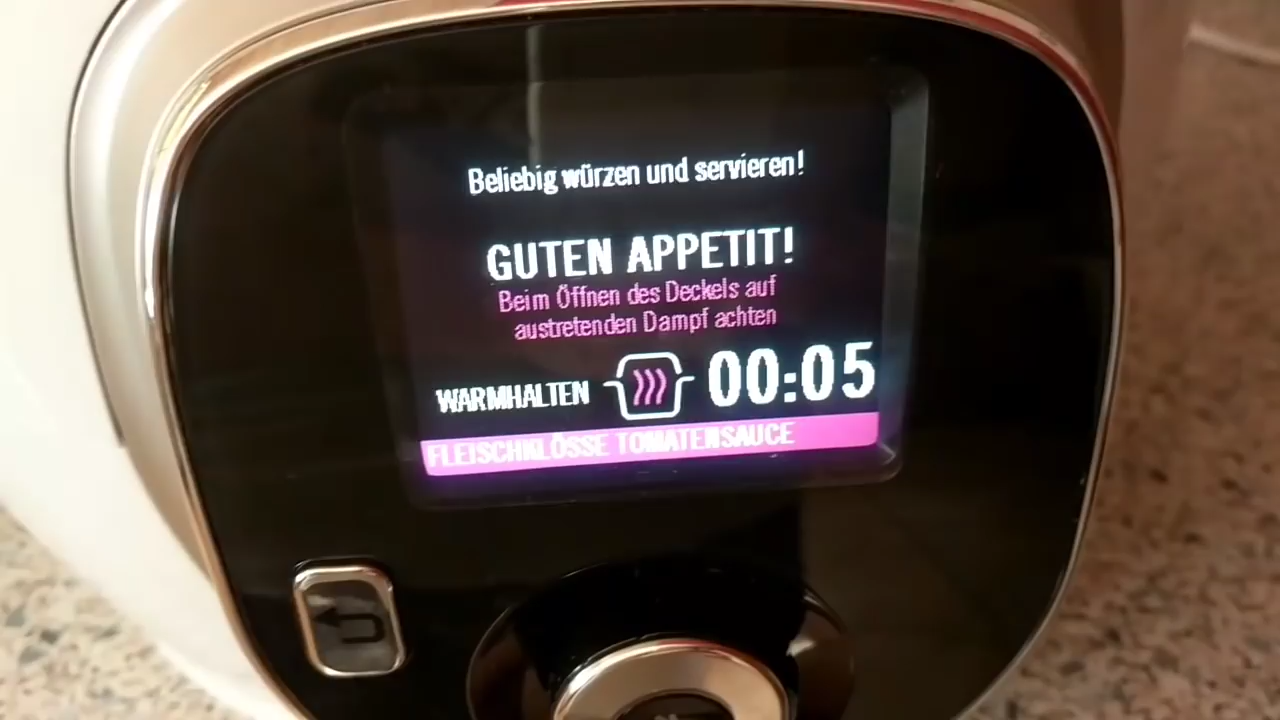 Beliebig würzen und servieren!
GUTEN APPETIT!
Beim Öffnen des Deckels auf
austretenden Dampf achten
WARMHALTEN 00:05
FLEISCHKLÖSSE TOMATENSAUCE